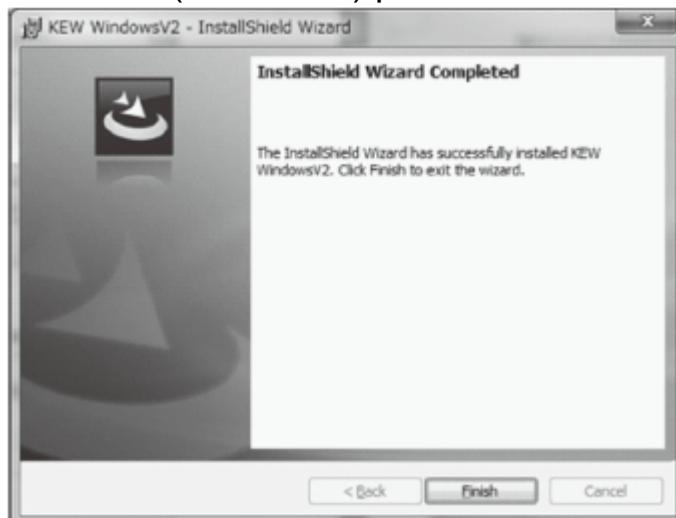 KEW WindowsV2 - InstallShield Wizard
InstallShield Wizard Completed
The InstallShield Wizard has successfully installed KEW
WindowsV2. Click Finish to exit the wizard.
< Back Finish Cancel